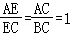 AE/EC = AC/BC = 1